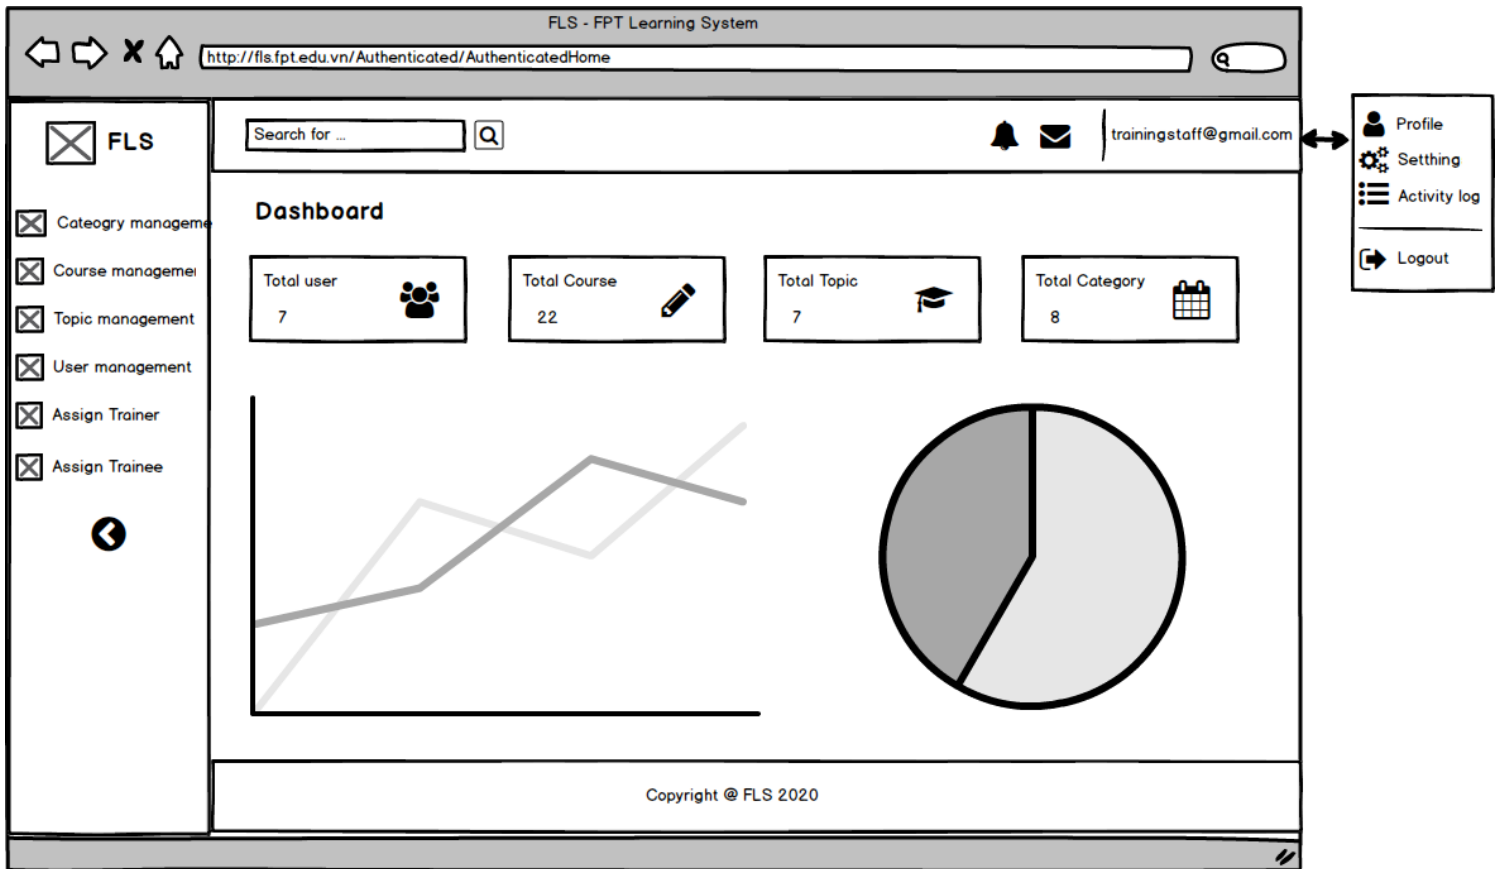 FLS - FPT Learning System
http://fls.fpt.edu.vn/Authenticated/AuthenticatedHome
FLS
Search for ...
trainingstaff@gmail.com
Profile
Setthing
Activity log
Logout
Cateogry manageme
Course managemei
Topic management
User management
Assign Trainer
Assign Trainee
Dashboard
Total user
7
Total Course
22
Total Topic
7
Total Category
8
Copyright @ FLS 2020